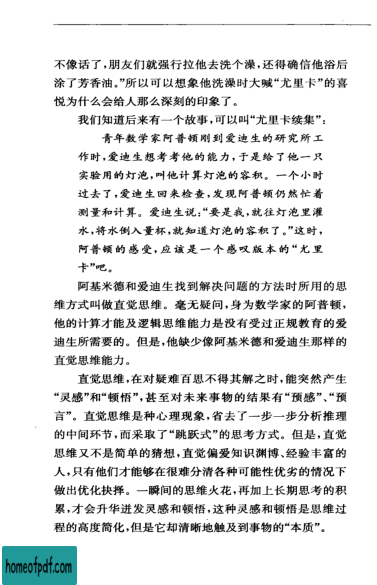 不像话了，朋友们就强行拉他去洗个澡，还得确信他浴后
涂了芳香油。”所以可以想象他洗澡时大喊“尤里卡”的喜
悦为什么会给人那么深刻的印象了。
我们知道后来有一个故事，可以叫“尤里卡续集”：
青年数学家阿普顿刚到爱迪生的研究所工
作时，爱迪生想考考他的能力，于是给了他一只
实验用的灯泡，叫他计算灯泡的容积。一个小时
过去了，爱迪生回来检查，发现阿普顿仍然忙着
测量和计算。爱迪生说：“要是我，就往灯泡里灌
水，将水倒入量杯，就知道灯泡的容积了。”这时，
阿普顿的感受，应该是一个感叹版本的“尤里
卡”吧。
阿基米德和爱迪生找到解决问题的方法时所用的思
维方式叫做直觉思维。毫无疑问，身为数学家的阿普顿，
他的计算才能及逻辑思维能力是没有受过正规教育的爱
迪生所需要的。但是，他缺少像阿基米德和爱迪生那样的
直觉思维能力。
直觉思维，在对疑难百思不得其解之时，能突然产生
“灵感”和“顿悟”，甚至对未来事物的结果有“预感”、“预
言”。直觉思维是种心理现象，省去了一步一步分析推理
的中间环节，而采取了“跳跃式”的思考方式。但是，直觉
思维又不是简单的猜想，直觉偏爱知识渊博、经验丰富的
人，只有他们才能够在很难分清各种可能性优劣的情况下
做出优化抉择。一瞬间的思维火花，再加上长期思考的积
累，才会升华迸发灵感和顿悟，这种灵感和顿悟是思维过
程的高度简化，但是它却清晰地触及到事物的“本质”。
homeofpdf.com